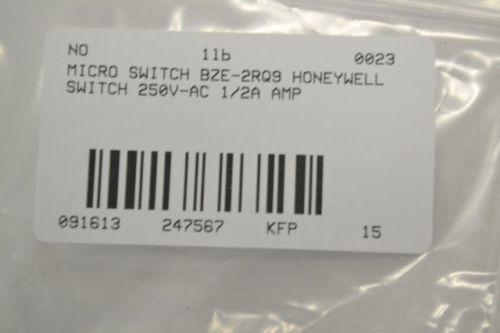 NO 1lb 0023
MICRO SWITCH BZE-2RQ9 HONEYWELL
SWITCH 250V-AC 1/2A AMP
091613 247567 KFP 15